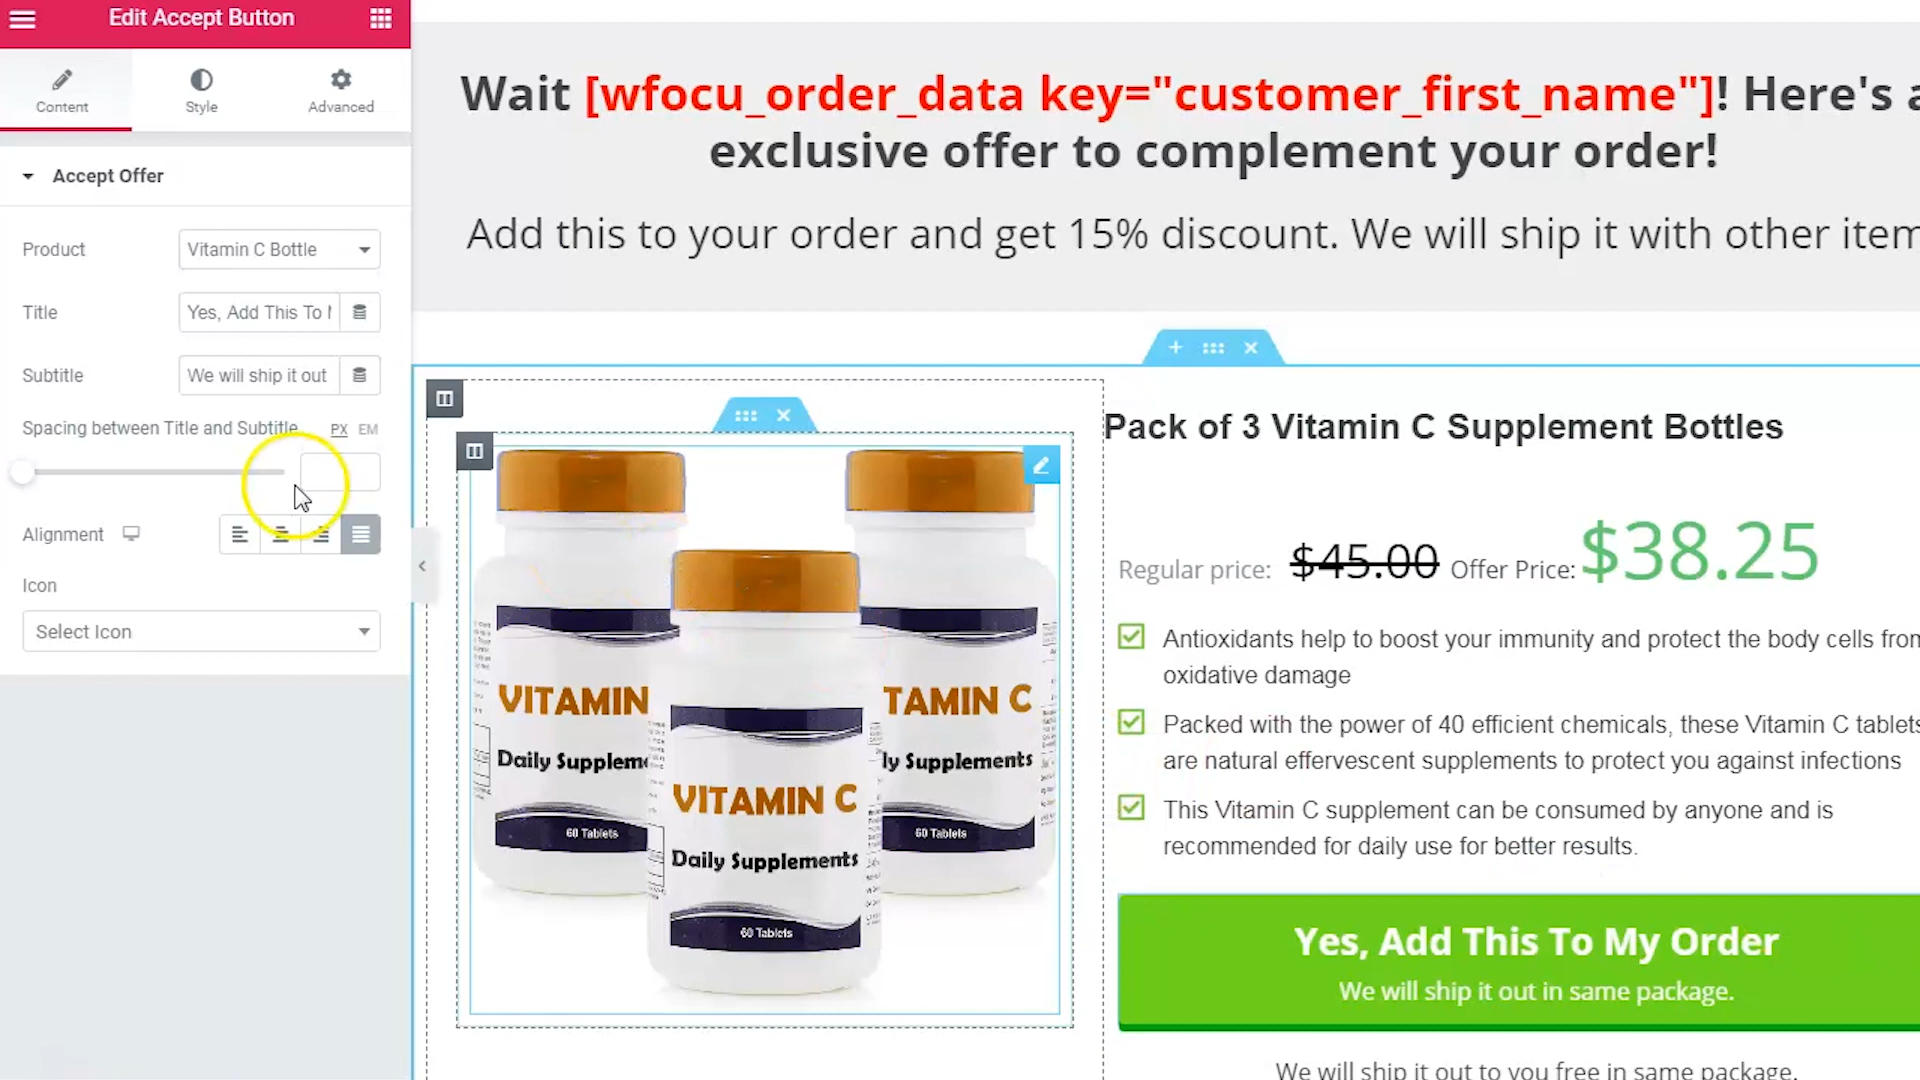 Edit Accept Button
Content
Style
Advanced
Accept Offer
Product
Vitamin C Bottle
Title
Yes, Add This To
Subtitle
We will ship it out
Spacing between Title and Subtitle
PX EM
Alignment
Icon
Select Icon
Wait [wfocu_order_data key="customer_first_name"]! Here's a
exclusive offer to complement your order!
Add this to your order and get 15% discount. We will ship it with other item
Pack of 3 Vitamin C Supplement Bottles
Regular price: $45.00 Offer Price: $38.25
Antioxidants help to boost your immunity and protect the body cells from
oxidative damage
Packed with the power of 40 efficient chemicals, these Vitamin C tablets
are natural effervescent supplements to protect you against infections
This Vitamin C supplement can be consumed by anyone and is
recommended for daily use for better results.
Yes, Add This To My Order
We will ship it out in same package.
We will ship it out to you free in same package.
VITAMIN
Daily Supplem
60 Tablets
VITAMIN C
Daily Supplements
60 Tablets
TAMIN C
ly Supplements
60 Tablets